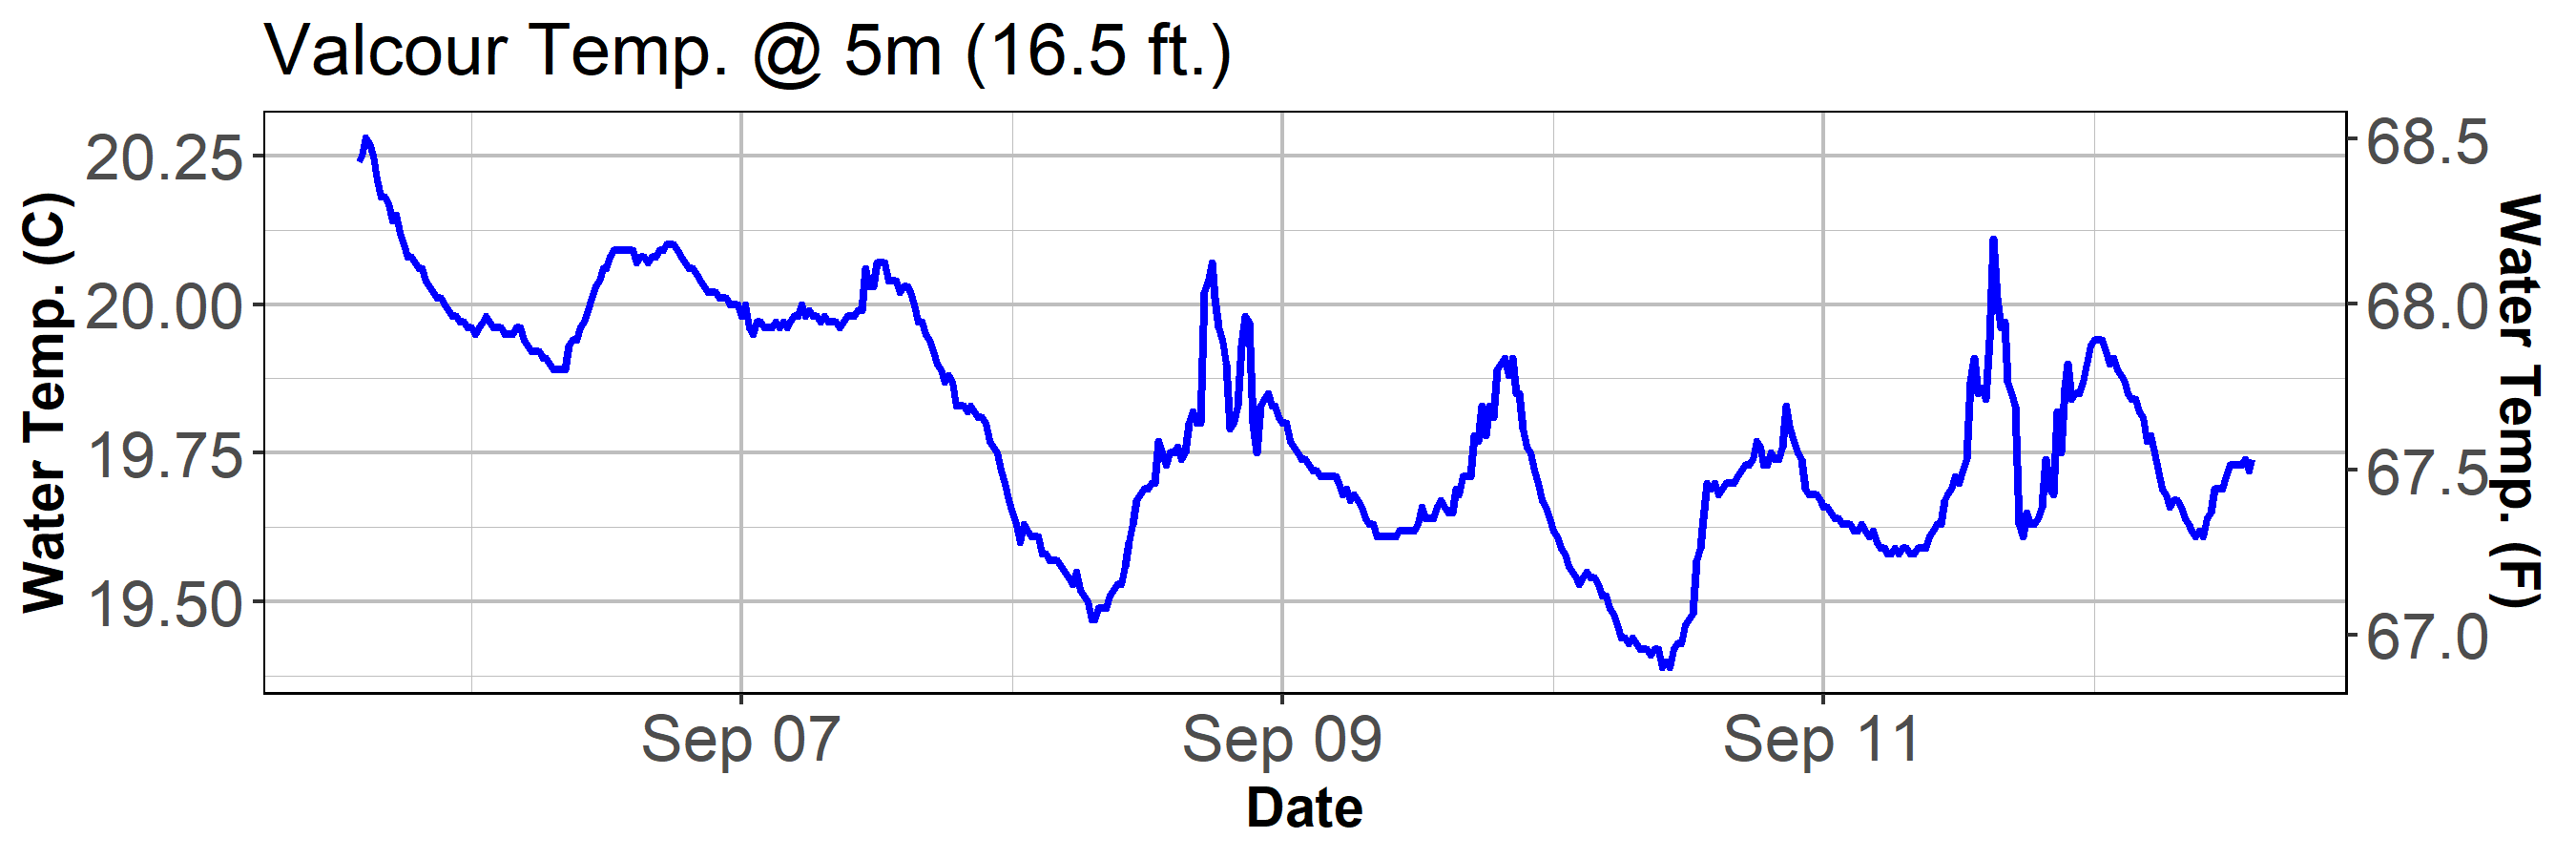 Valcour Temp. @ 5m (16.5 ft.)
Water Temp. (C)
20.25
20.00
19.75
19.50
68.5
68.0
67.5
67.0
Water Temp. (F)
Sep 07
Sep 09
Sep 11
Date